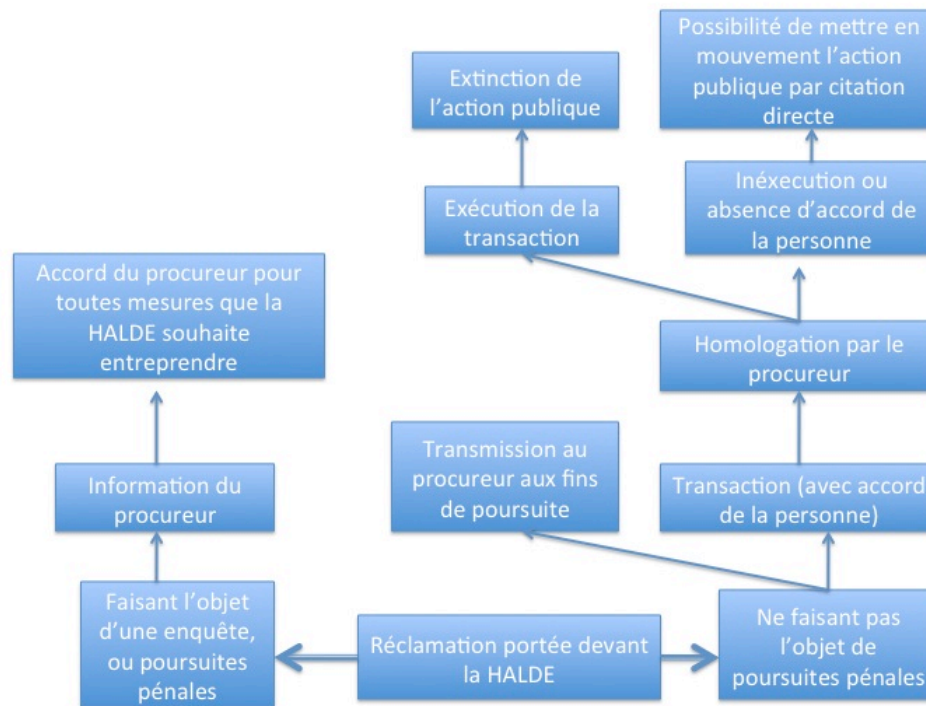 Possibilité de mettre en
mouvement l’action
publique par citation
directe
Extinction de
l’action publique
Inéxecution ou
absence d’accord de
la personne
Exécution de la
transaction
Accord du procureur pour
toutes mesures que la
HALDE souhaite
entreprendre
Homologation par le
procureur
Transmission au
procureur aux fins
de poursuite
Information du
procureur
Transaction (avec accord
de la personne)
Faisant l’objet
d’une enquête,
ou poursuites
pénales
Réclamation portée devant
la HALDE
Ne faisant pas
l’objet de
poursuites pénales